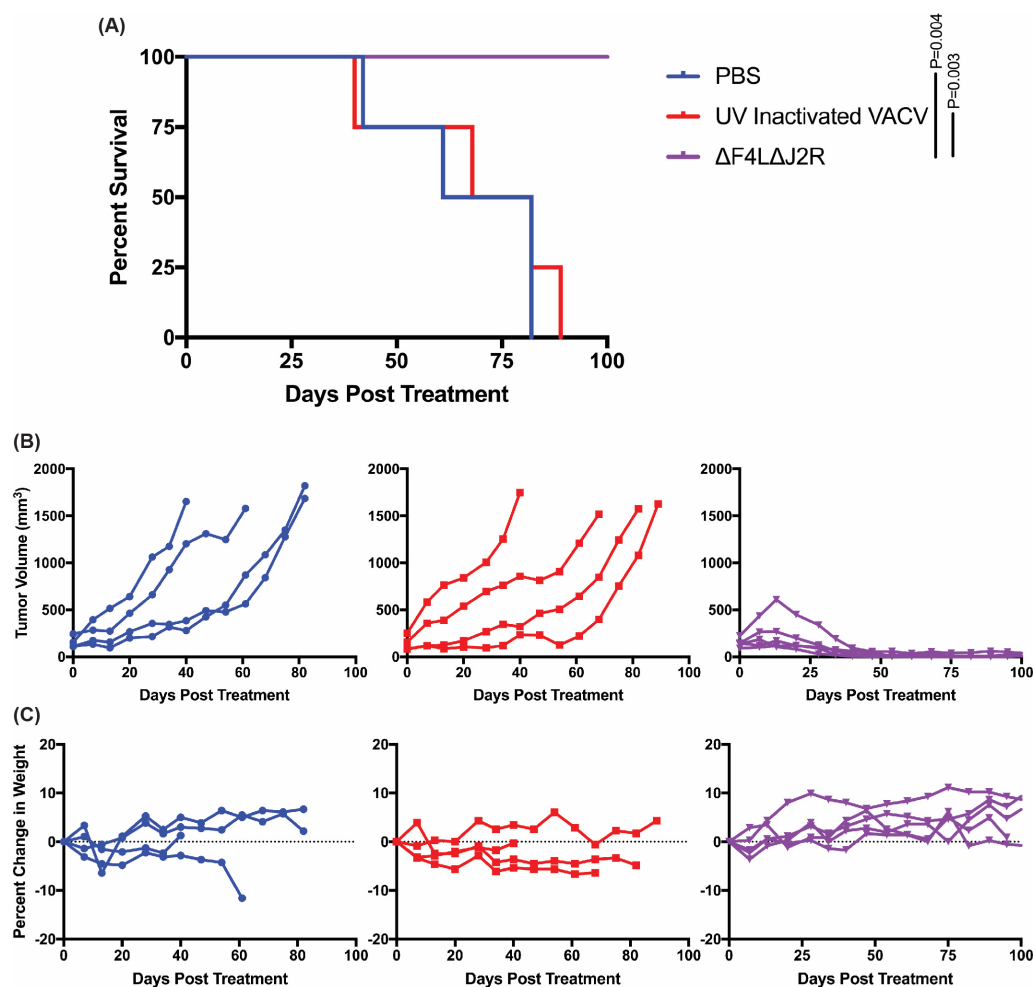 (A)
100
75
50
25
0
Percent Survival
0 25 50 75 100
Days Post Treatment
PBS
UV Inactivated VACV
ΔF4LΔJ2R
P=0.004
P=0.003
(B)
Tumor Volume (mm³)
2000
1500
1000
500
0
0 20 40 60 80 100
Days Post Treatment
2000
1500
1000
500
0
0 20 40 60 80 100
Days Post Treatment
2000
1500
1000
500
0
0 25 50 75 100
Days Post Treatment
(C)
Percent Change in Weight
20
10
0
-10
-20
0 20 40 60 80 100
Days Post Treatment
20
10
0
-10
-20
0 20 40 60 80 100
Days Post Treatment
20
10
0
-10
-20
0 25 50 75 100
Days Post Treatment